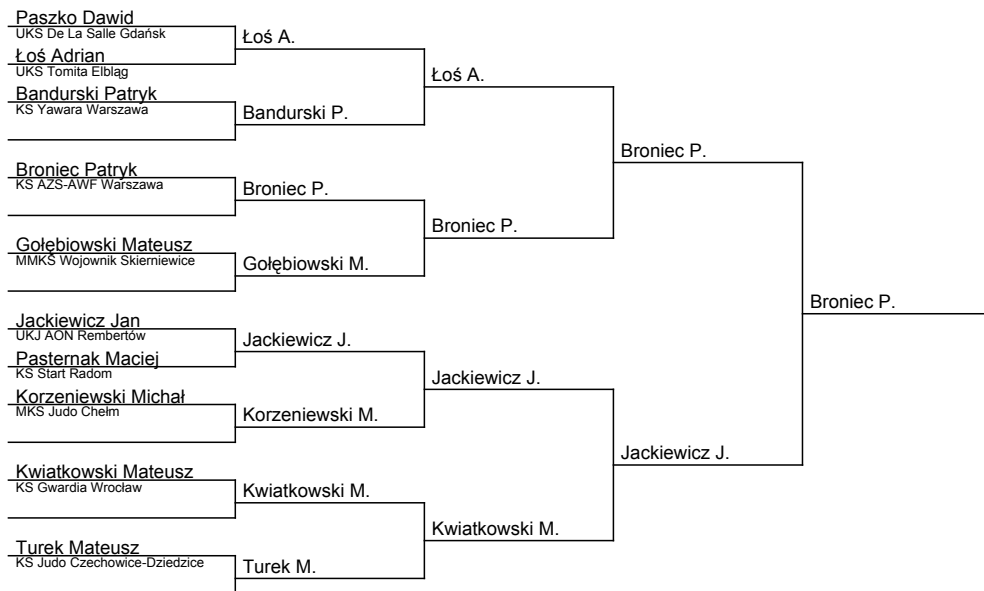 Paszko Dawid
UKS De La Salle Gdańsk
Łoś Adrian
UKS Tomita Elbląg
Bandurski Patryk
KS Yawara Warszawa
Broniec Patryk
KS AZS-AWF Warszawa
Gołębiowski Mateusz
MMKS Wojownik Skierniewice
Jackiewicz Jan
UKJ AON Rembertów
Pasternak Maciej
KS Start Radom
Korzeniewski Michał
MKS Judo Chełm
Kwiatkowski Mateusz
KS Gwardia Wrocław
Turek Mateusz
KS Judo Czechowice-Dziedzice
Łoś A.
Bandurski P.
Broniec P.
Gołębiowski M.
Jackiewicz J.
Korzeniewski M.
Kwiatkowski M.
Turek M.
Łoś A.
Broniec P.
Jackiewicz J.
Kwiatkowski M.
Broniec P.
Jackiewicz J.
Broniec P.